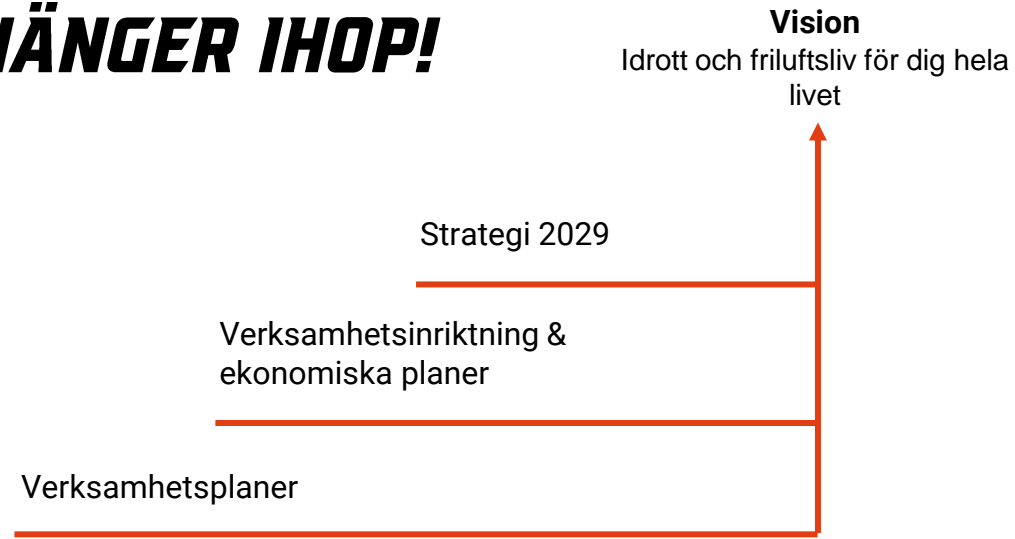 HÄNGER IHOP!
Vision
Idrott och friluftsliv för dig hela
livet
Strategi 2029
Verksamhetsinriktning &
ekonomiska planer
Verksamhetsplaner